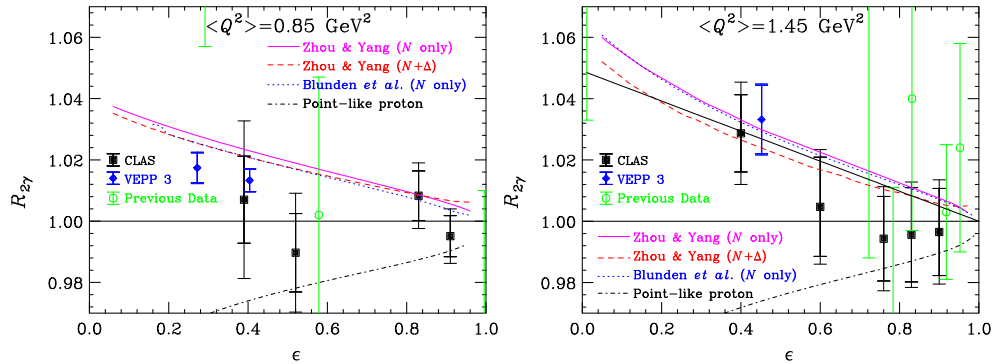 <Q²>=0.85 GeV²
Zhou & Yang (N only)
Zhou & Yang (N+Δ)
Blunden et al. (N only)
Point-like proton
CLAS
VEPP 3
Previous Data
1.06
1.04
1.02
1.00
0.98
R2γ
0.0 0.2 0.4 0.6 0.8 1.0
ϵ
<Q²>=1.45 GeV²
CLAS
VEPP 3
Previous Data
Zhou & Yang (N only)
Zhou & Yang (N+Δ)
Blunden et al. (N only)
Point-like proton
1.06
1.04
1.02
1.00
0.98
R2γ
0.0 0.2 0.4 0.6 0.8 1.0
ϵ